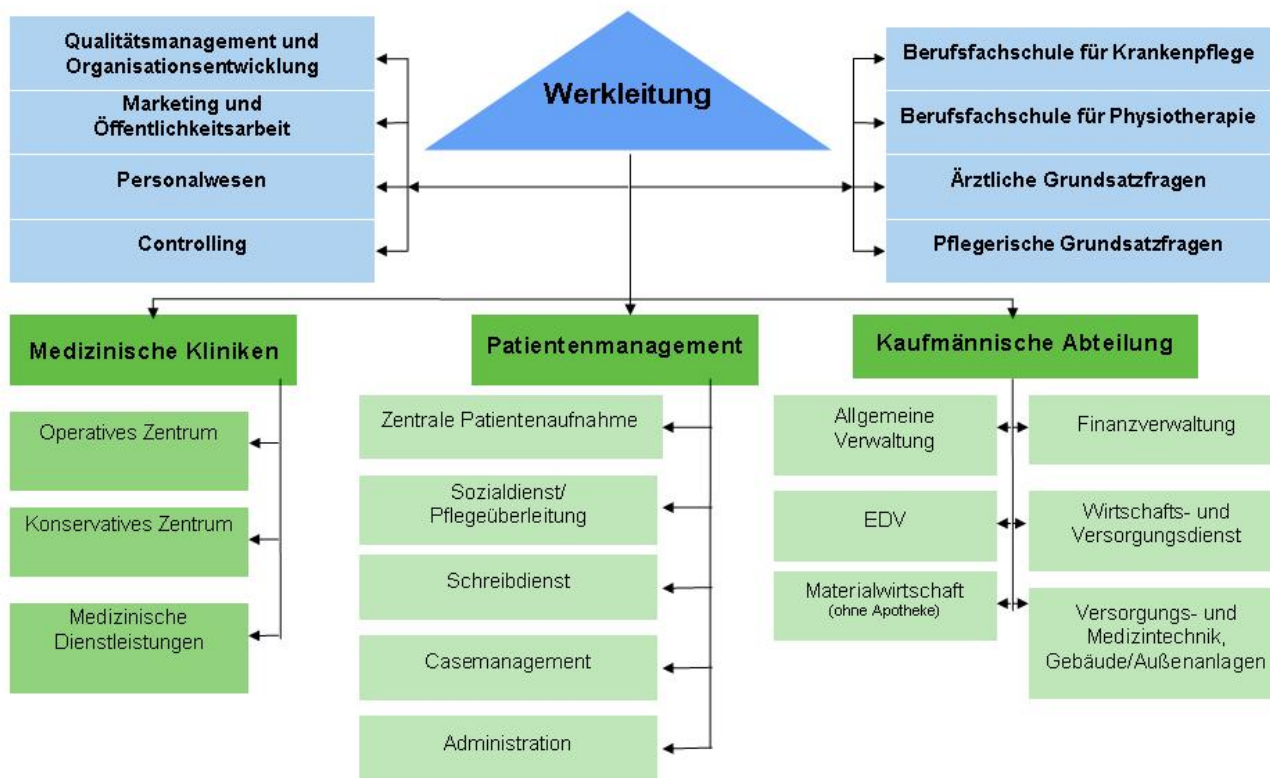 Werkleitung
Qualitätsmanagement und
Organisationsentwicklung
Marketing und
Öffentlichkeitsarbeit
Personalwesen
Controlling
Berufsfachschule für Krankenpflege
Berufsfachschule für Physiotherapie
Ärztliche Grundsatzfragen
Pflegerische Grundsatzfragen
Medizinische Kliniken
Operatives Zentrum
Konservatives Zentrum
Medizinische
Dienstleistungen
Patientenmanagement
Zentrale Patientenaufnahme
Sozialdienst/
Pflegeüberleitung
Schreibdienst
Casemanagement
Administration
Kaufmännische Abteilung
Allgemeine
Verwaltung
EDV
Materialwirtschaft
(ohne Apotheke)
Finanzverwaltung
Wirtschafts- und
Versorgungsdienst
Versorgungs- und
Medizintechnik,
Gebäude/Außenanlagen